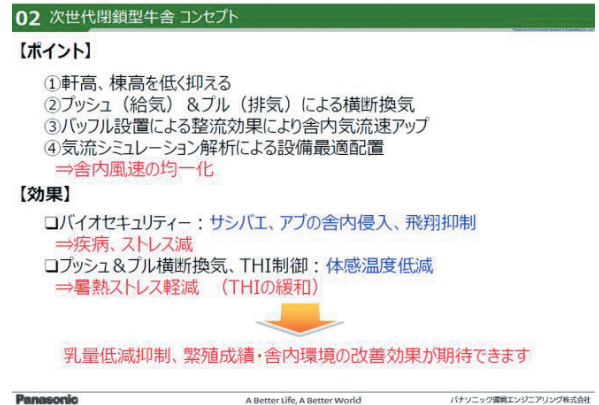 02 次世代閉鎖型牛舎 コンセプト
【ポイント】
①軒高、棟高を低く抑える
②プッシュ（給気）＆プル（排気）による横断換気
③バッフル設置による整流効果により舎内気流速アップ
④気流シミュレーション解析による設備最適配置
⇒舎内風速の均一化
【効果】
❑バイオセキュリティー：サシバエ、アブの舎内侵入、飛翔抑制
⇒疾病、ストレス減
❑プッシュ＆プル横断換気、THI制御：体感温度低減
⇒暑熱ストレス軽減 （THIの緩和）
乳量低減抑制、繁殖成績・舎内環境の改善効果が期待できます
Panasonic
A Better Life, A Better World
パナソニック環境エンジニアリング株式会社